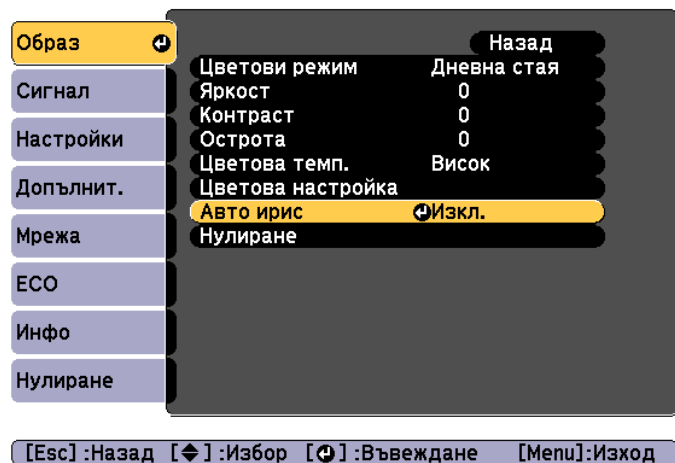 Образ
Сигнал
Настройки
Допълнит.
Мрежа
ECO
Инфо
Нулиране
Назад
Цветови режим Дневна стая
Яркост 0
Контраст 0
Острота 0
Цветова темп. Висок
Цветова настройка
Авто ирис Изкл.
Нулиране
[Esc] :Назад [ ] :Избор [ ] :Въвеждане [Menu]:Изход